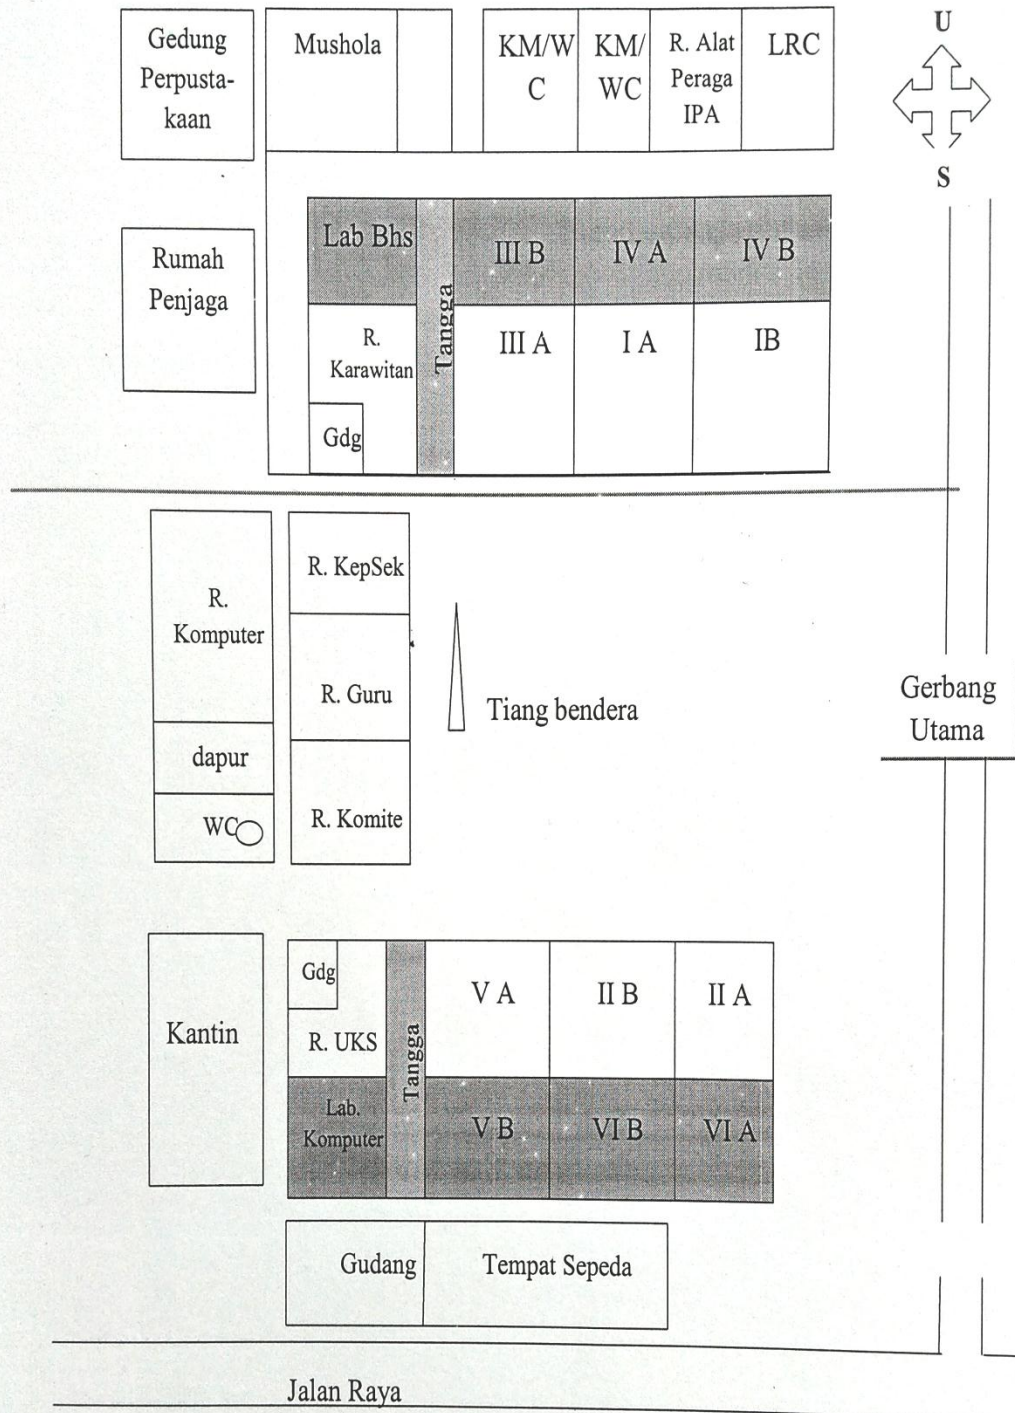 Gedung
Perpusta-
kaan
Mushola
KM/W
C
KM/
WC
R. Alat
Peraga
IPA
LRC
U
S
Rumah
Penjaga
Lab Bhs
Tangga
III B
IV A
IV B
R.
Karawitan
Gdg
III A
I A
IB
R.
Komputer
dapur
WC
R. KepSek
R. Guru
R. Komite
Tiang bendera
Gerbang
Utama
Kantin
Gdg
R. UKS
Lab.
Komputer
Tangga
V A
II B
II A
V B
VI B
VI A
Gudang
Tempat Sepeda
Jalan Raya